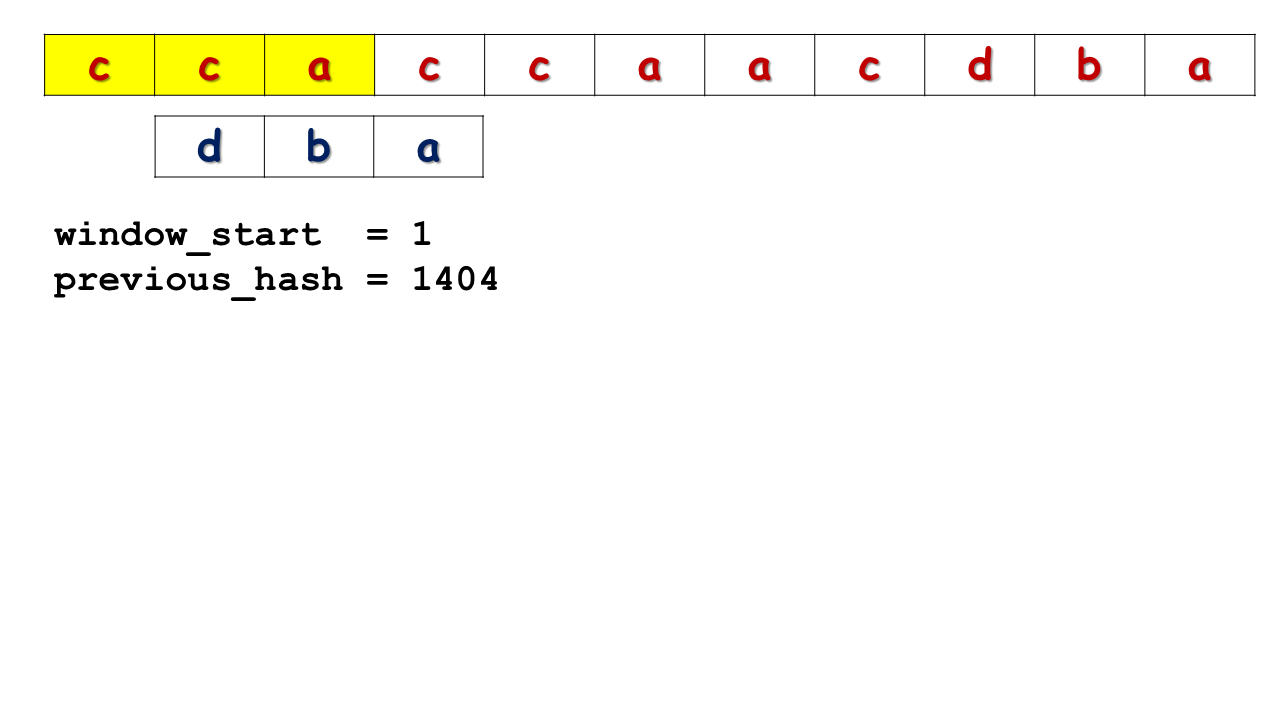 c c a c c a a c d b a
d b a
window_start = 1
previous_hash = 1404